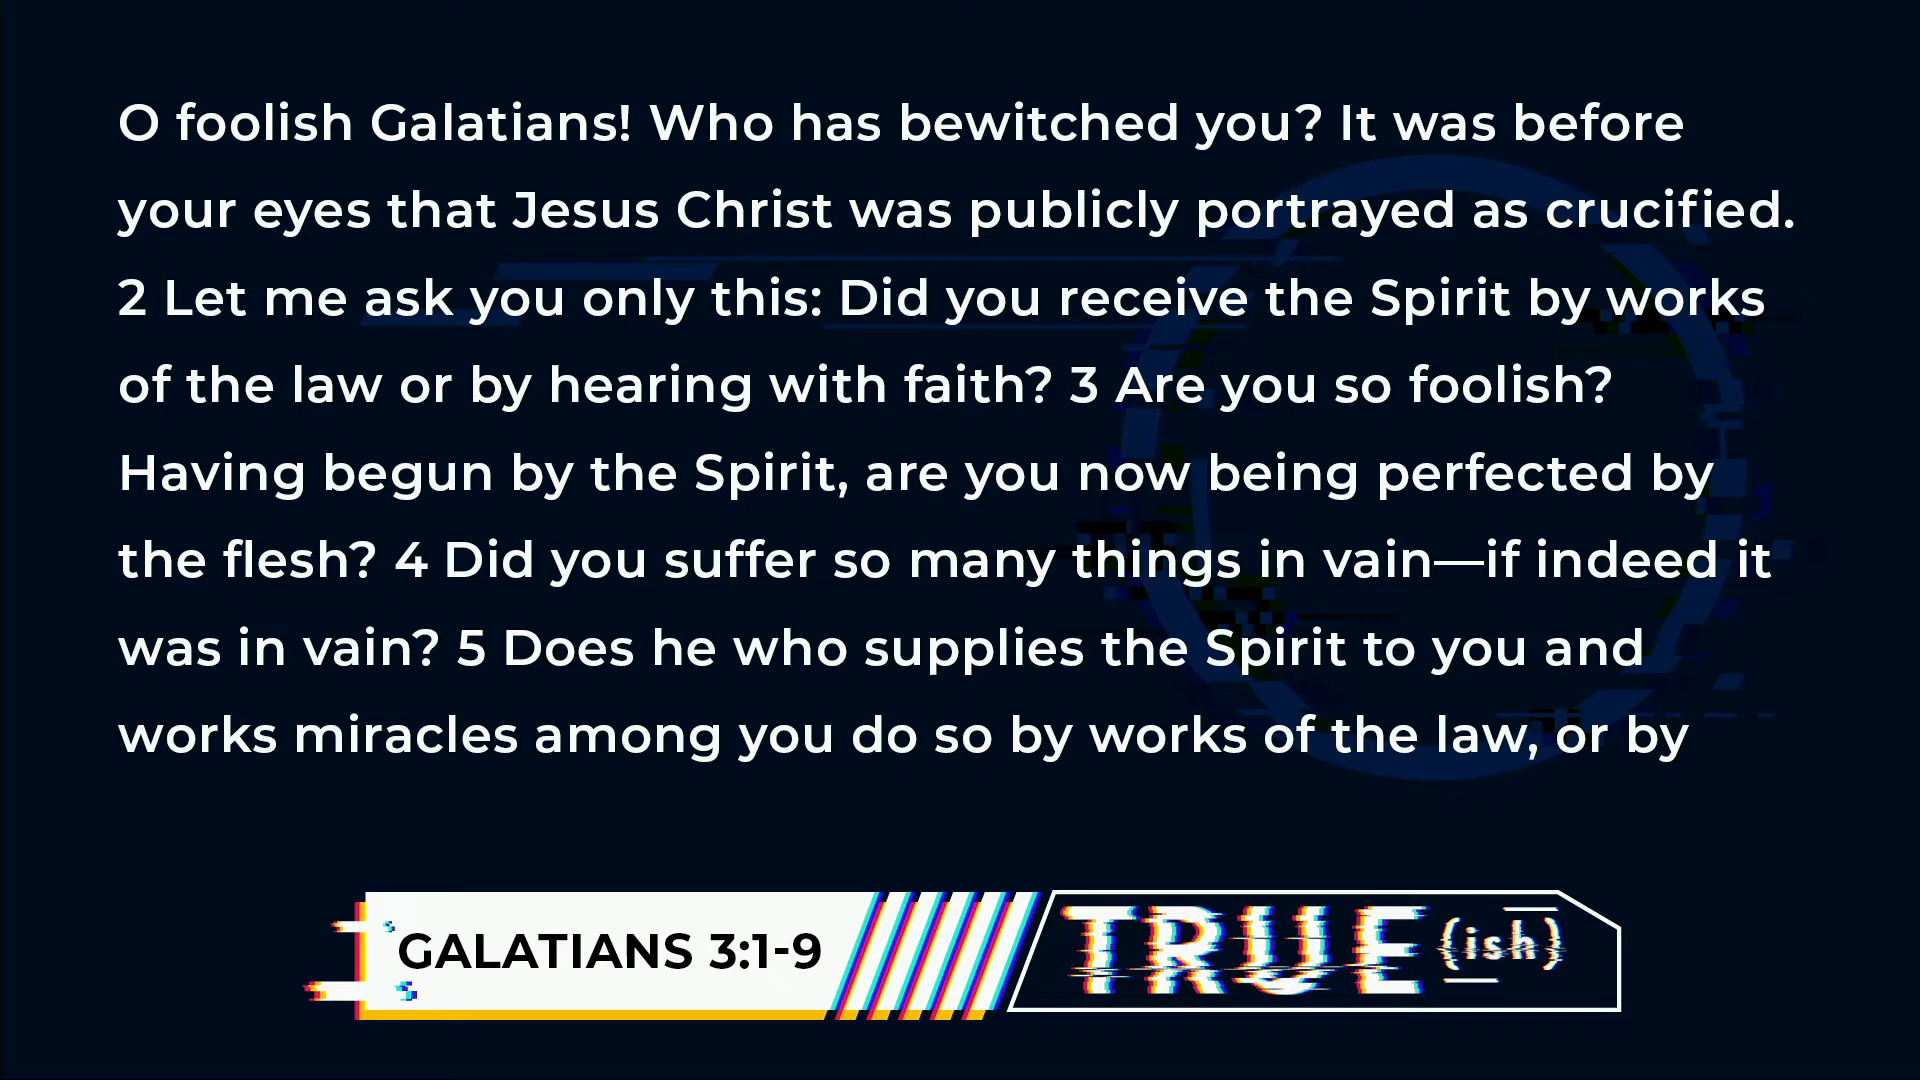 O foolish Galatians! Who has bewitched you? It was before
your eyes that Jesus Christ was publicly portrayed as crucified.
2 Let me ask you only this: Did you receive the Spirit by works
of the law or by hearing with faith? 3 Are you so foolish?
Having begun by the Spirit, are you now being perfected by
the flesh? 4 Did you suffer so many things in vain—if indeed it
was in vain? 5 Does he who supplies the Spirit to you and
works miracles among you do so by works of the law, or by
GALATIANS 3:1-9
TRUE (ish)